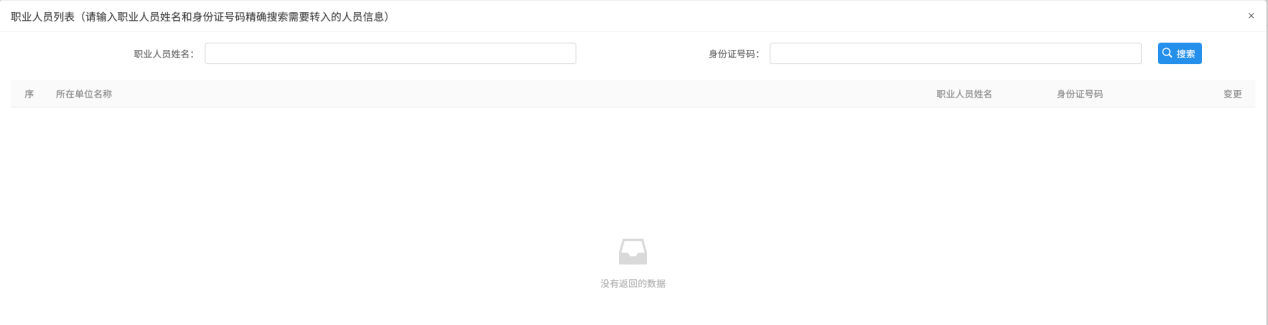 职业人员列表（请输入职业人员姓名和身份证号码精确搜索需要转入的人员信息） ×
职业人员姓名： 身份证号码： 搜索
序 所在单位名称 职业人员姓名 身份证号码 变更
没有返回的数据